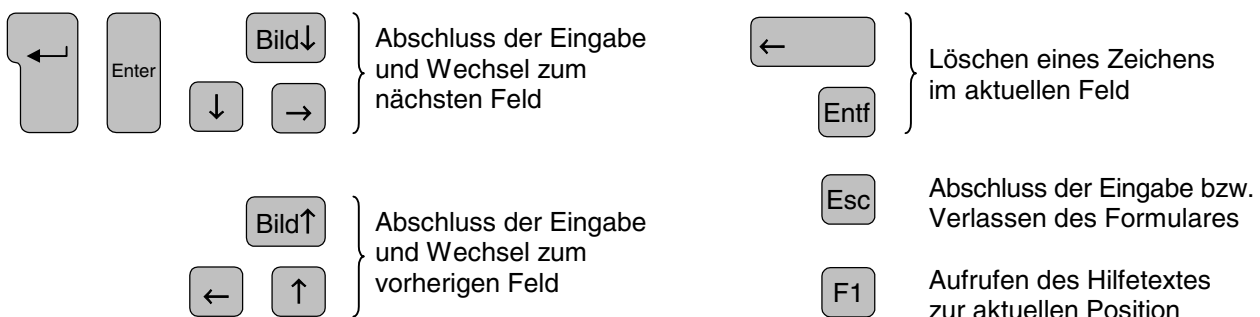 Enter
Bild↓
↓
→
Abschluss der Eingabe
und Wechsel zum
nächsten Feld
Bild↑
←
↑
Abschluss der Eingabe
und Wechsel zum
vorherigen Feld
←
Entf
Löschen eines Zeichens
im aktuellen Feld
Esc
Abschluss der Eingabe bzw.
Verlassen des Formulares
F1
Aufrufen des Hilfetextes
zur aktuellen Position